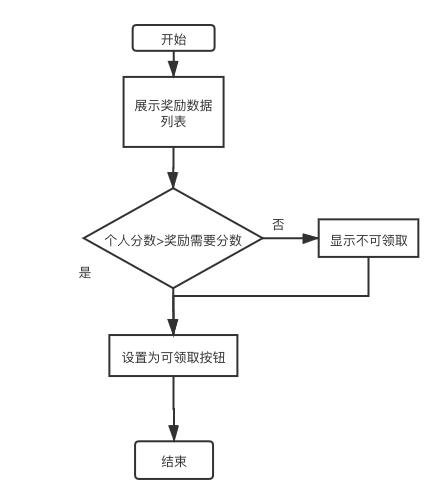 开始
展示奖励数据
列表
否
个人分数>奖励需要分数
显示不可领取
是
设置为可领取按钮
结束